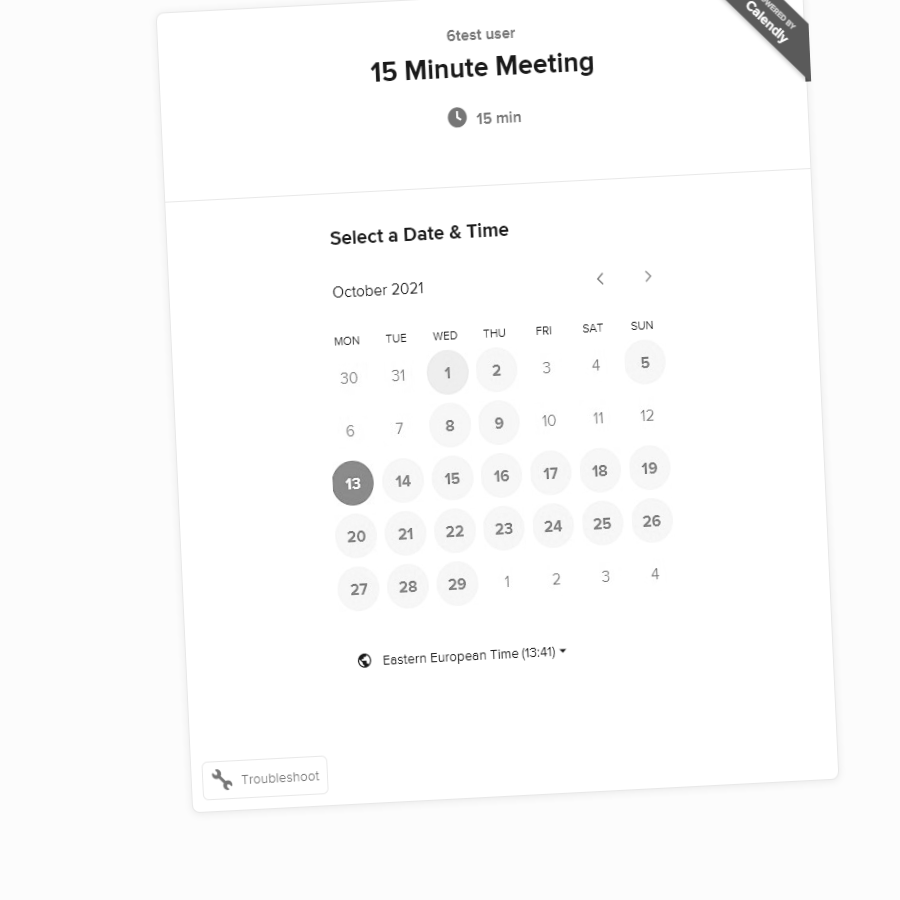 6test user
15 Minute Meeting
15 min
POWERED BY
Calendly
Select a Date & Time
October 2021
MON TUE WED THU FRI SAT SUN
30 31 1 2 3 4 5
6 7 8 9 10 11 12
13 14 15 16 17 18 19
20 21 22 23 24 25 26
27 28 29 1 2 3 4
Eastern European Time (13:41)
Troubleshoot